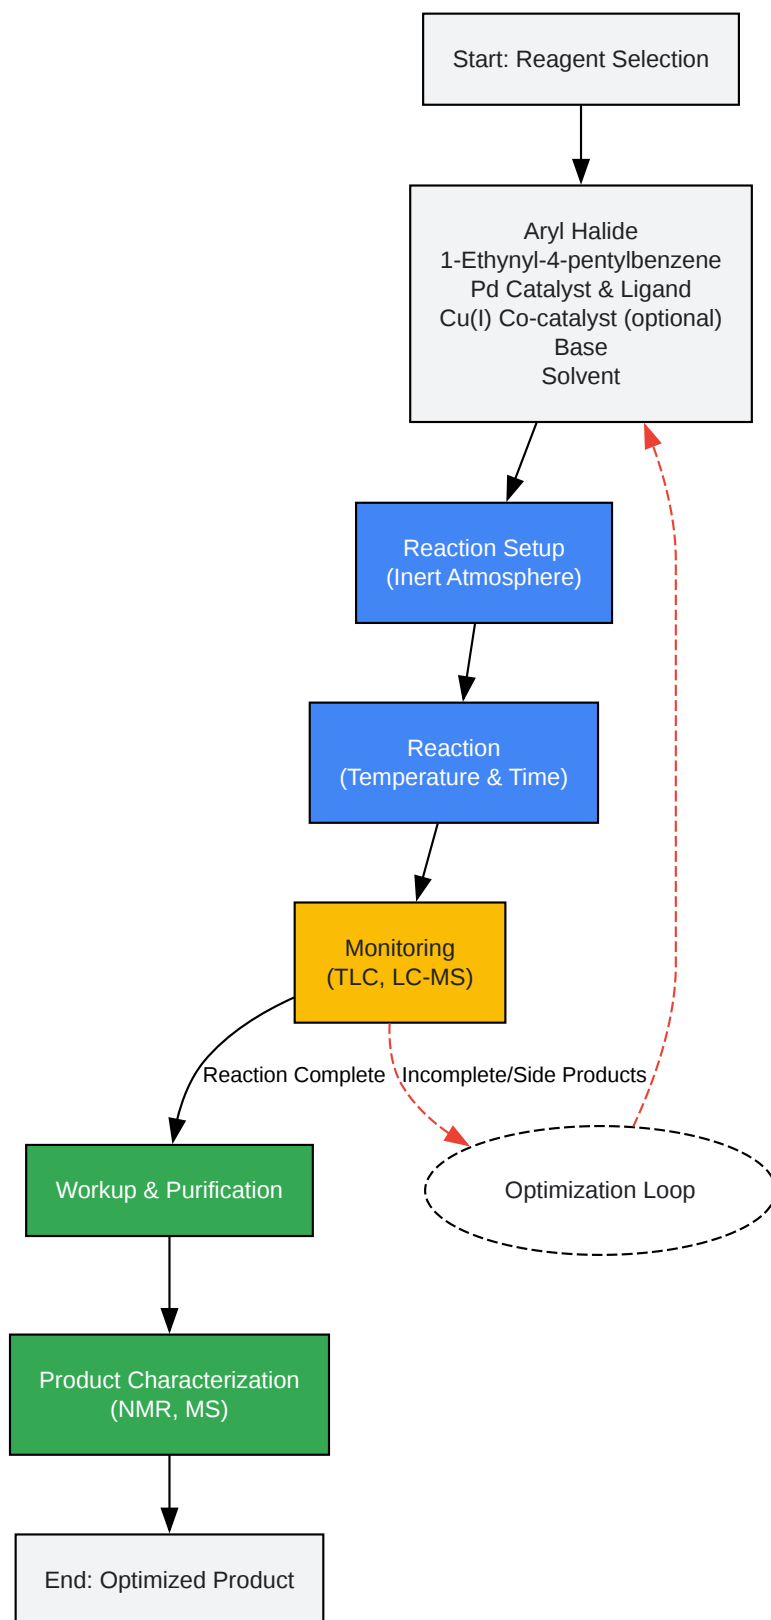 Start: Reagent Selection
Aryl Halide
1-Ethynyl-4-pentylbenzene
Pd Catalyst & Ligand
Cu(I) Co-catalyst (optional)
Base
Solvent
Reaction Setup
(Inert Atmosphere)
Reaction
(Temperature & Time)
Monitoring
(TLC, LC-MS)
Reaction Complete
Incomplete/Side Products
Workup & Purification
Optimization Loop
Product Characterization
(NMR, MS)
End: Optimized Product